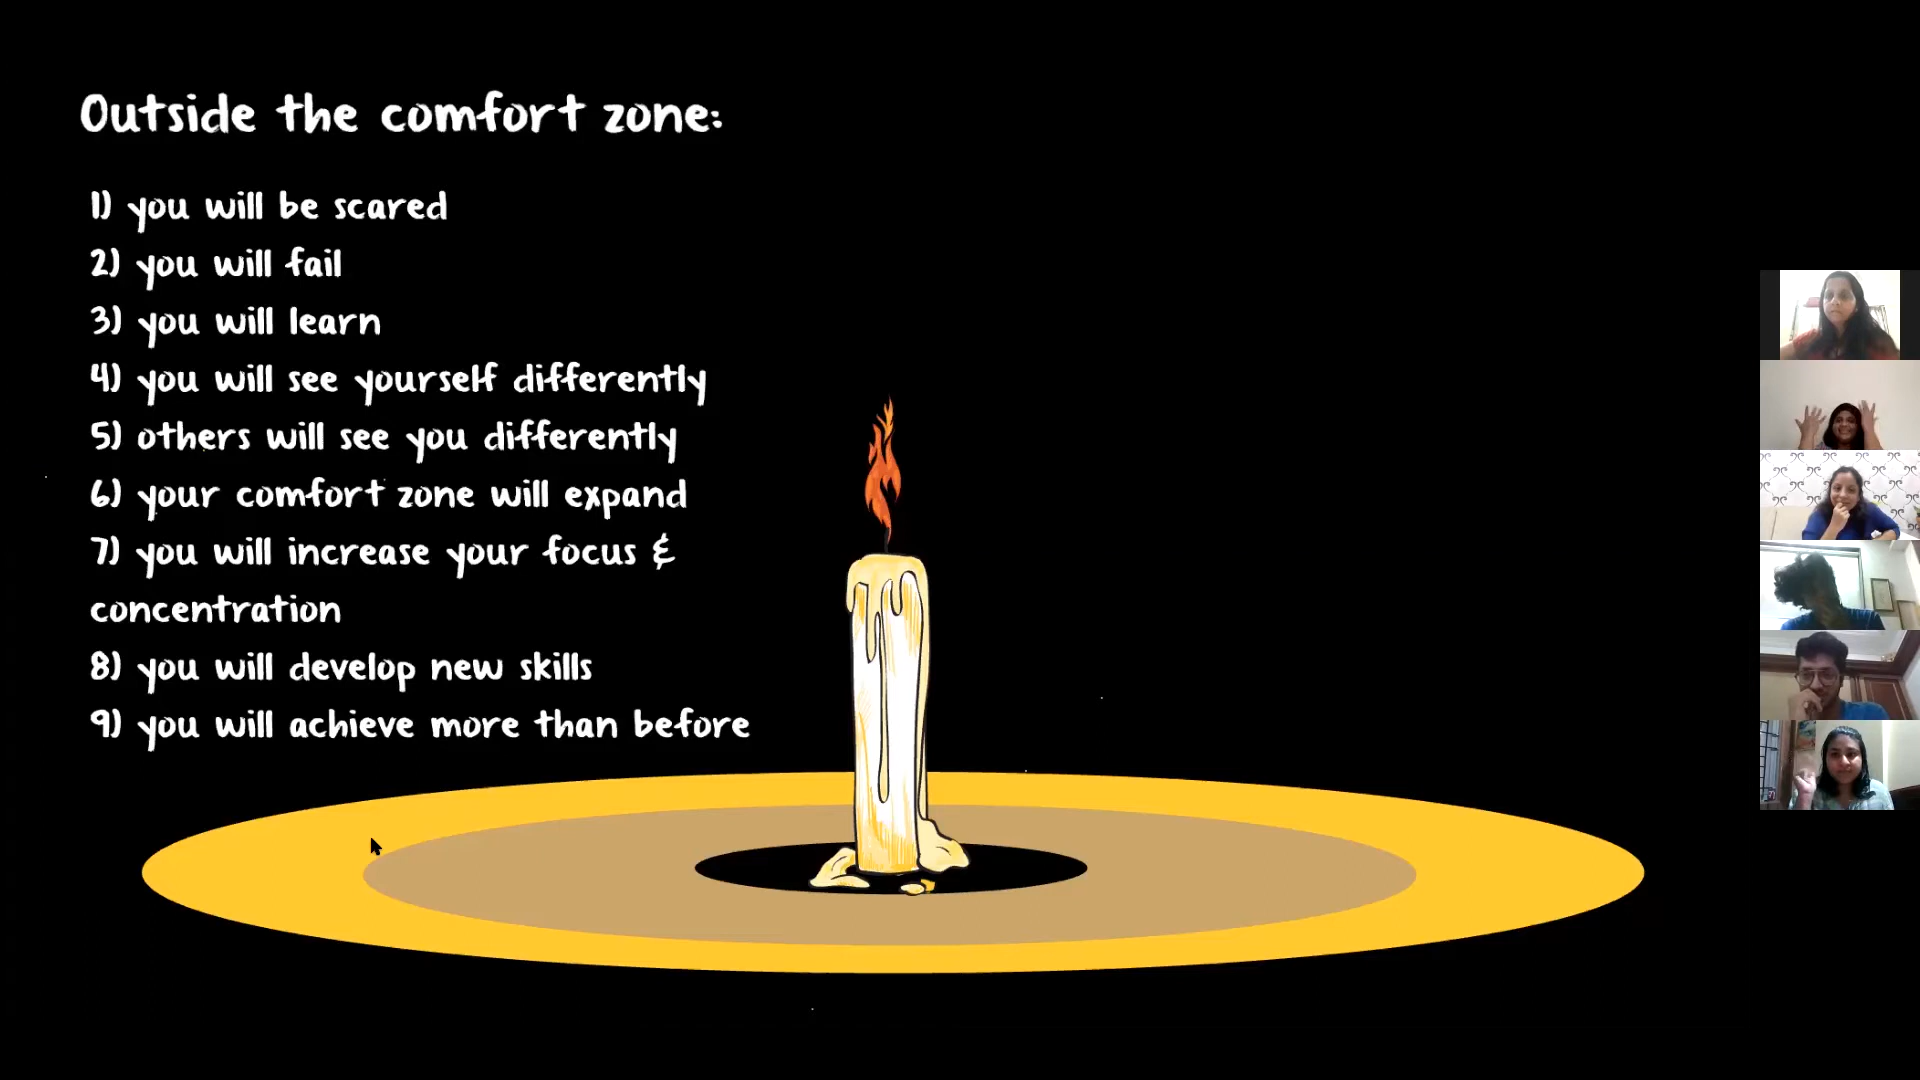 Outside the comfort zone:
1) you will be scared
2) you will fail
3) you will learn
4) you will see yourself differently
5) others will see you differently
6) your comfort zone will expand
7) you will increase your focus &
concentration
8) you will develop new skills
9) you will achieve more than before